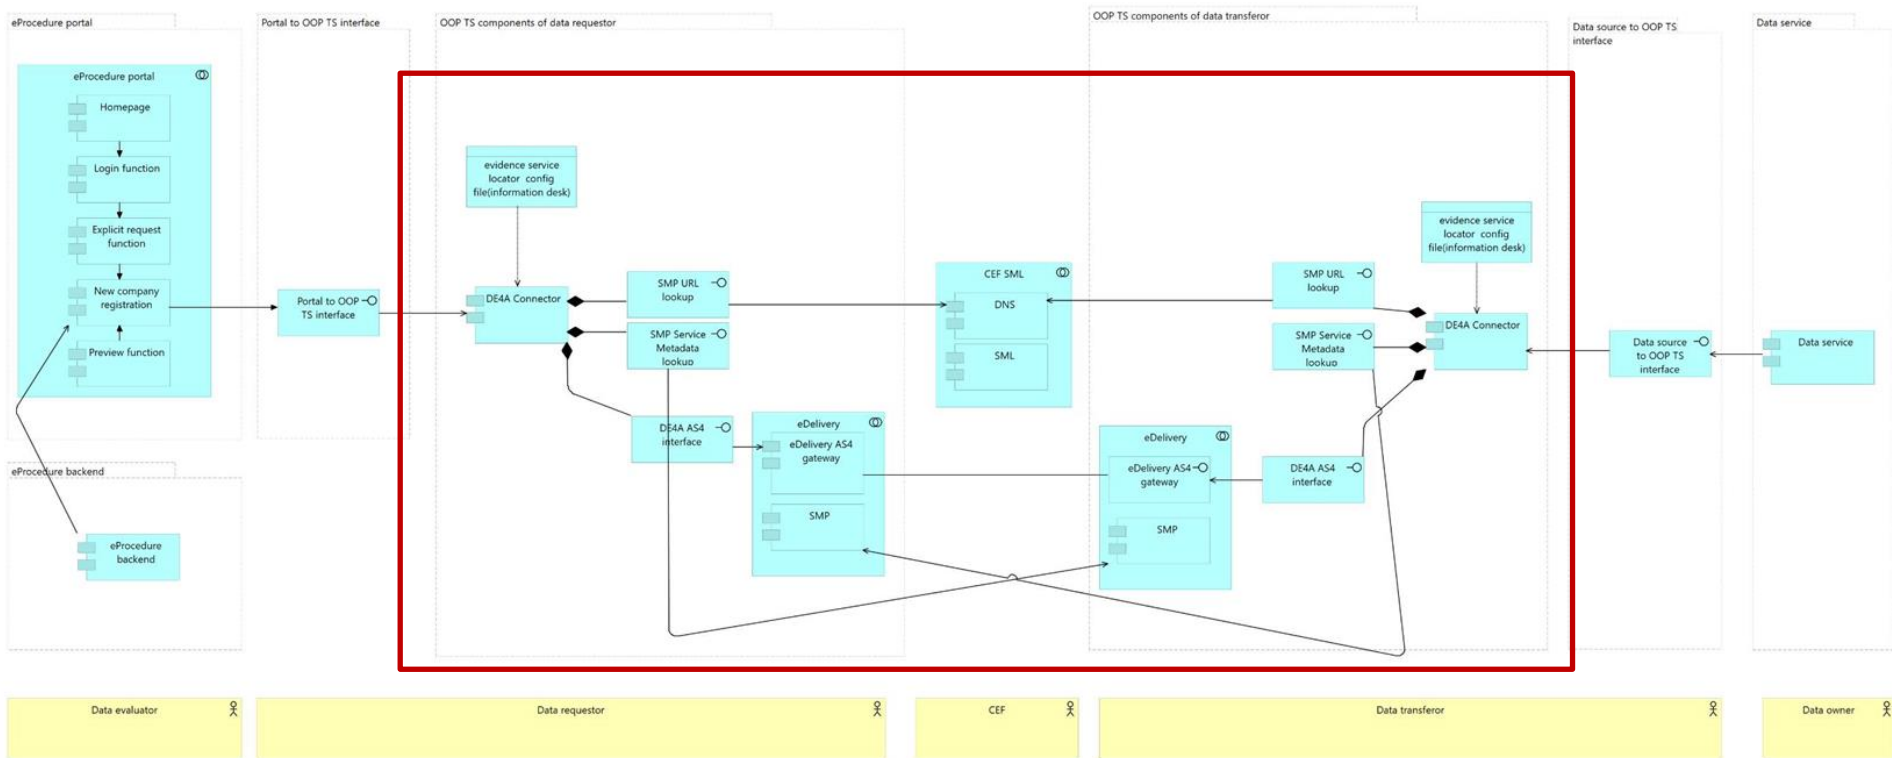 eProcedure portal
Portal to OOP TS interface
OOP TS components of data requestor
OOP TS components of data transferor
Data source to OOP TS
interface
Data service
eProcedure portal
Homepage
Login function
Explicit request
function
New company
registration
Preview function
eProcedure backend
eProcedure
backend
Portal to OOP
TS interface
evidence service
locator config
file(information desk)
DE4A Connector
SMP URL
lookup
SMP Service
Metadata
lookup
DE4A AS4
interface
eDelivery
eDelivery AS4
gateway
SMP
CEF SML
DNS
SML
eDelivery
eDelivery AS4
gateway
SMP
SMP URL
lookup
SMP Service
Metadata
lookup
DE4A AS4
interface
evidence service
locator config
file(information desk)
DE4A Connector
Data source
to OOP TS
interface
Data service
Data evaluator
Data requestor
CEF
Data transferor
Data owner